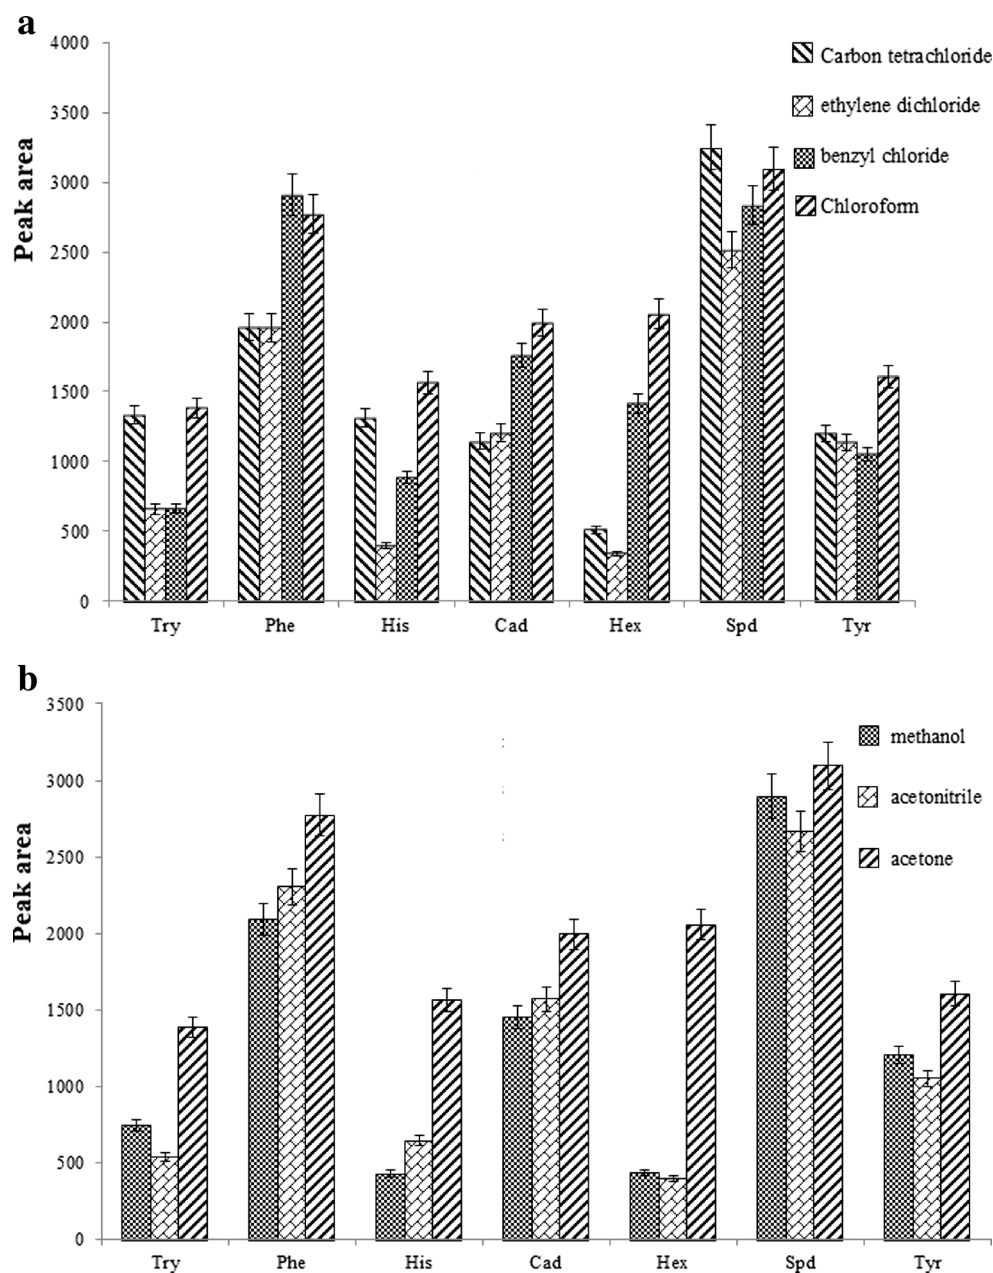 a
4000
3500
3000
2500
2000
1500
1000
500
0
Peak area
Carbon tetrachloride
ethylene dichloride
benzyl chloride
Chloroform
Try Phe His Cad Hex Spd Tyr
b
3500
3000
2500
2000
1500
1000
500
0
Peak area
methanol
acetonitrile
acetone
Try Phe His Cad Hex Spd Tyr